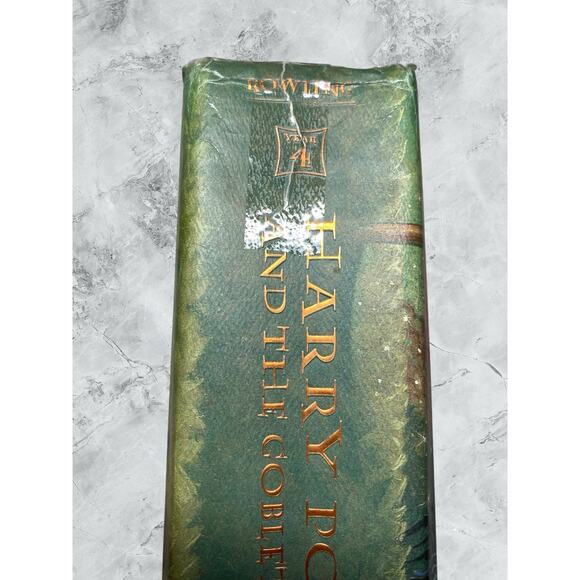 ROWLING
YEAR
4
HARRY PO
AND THE GOBLET